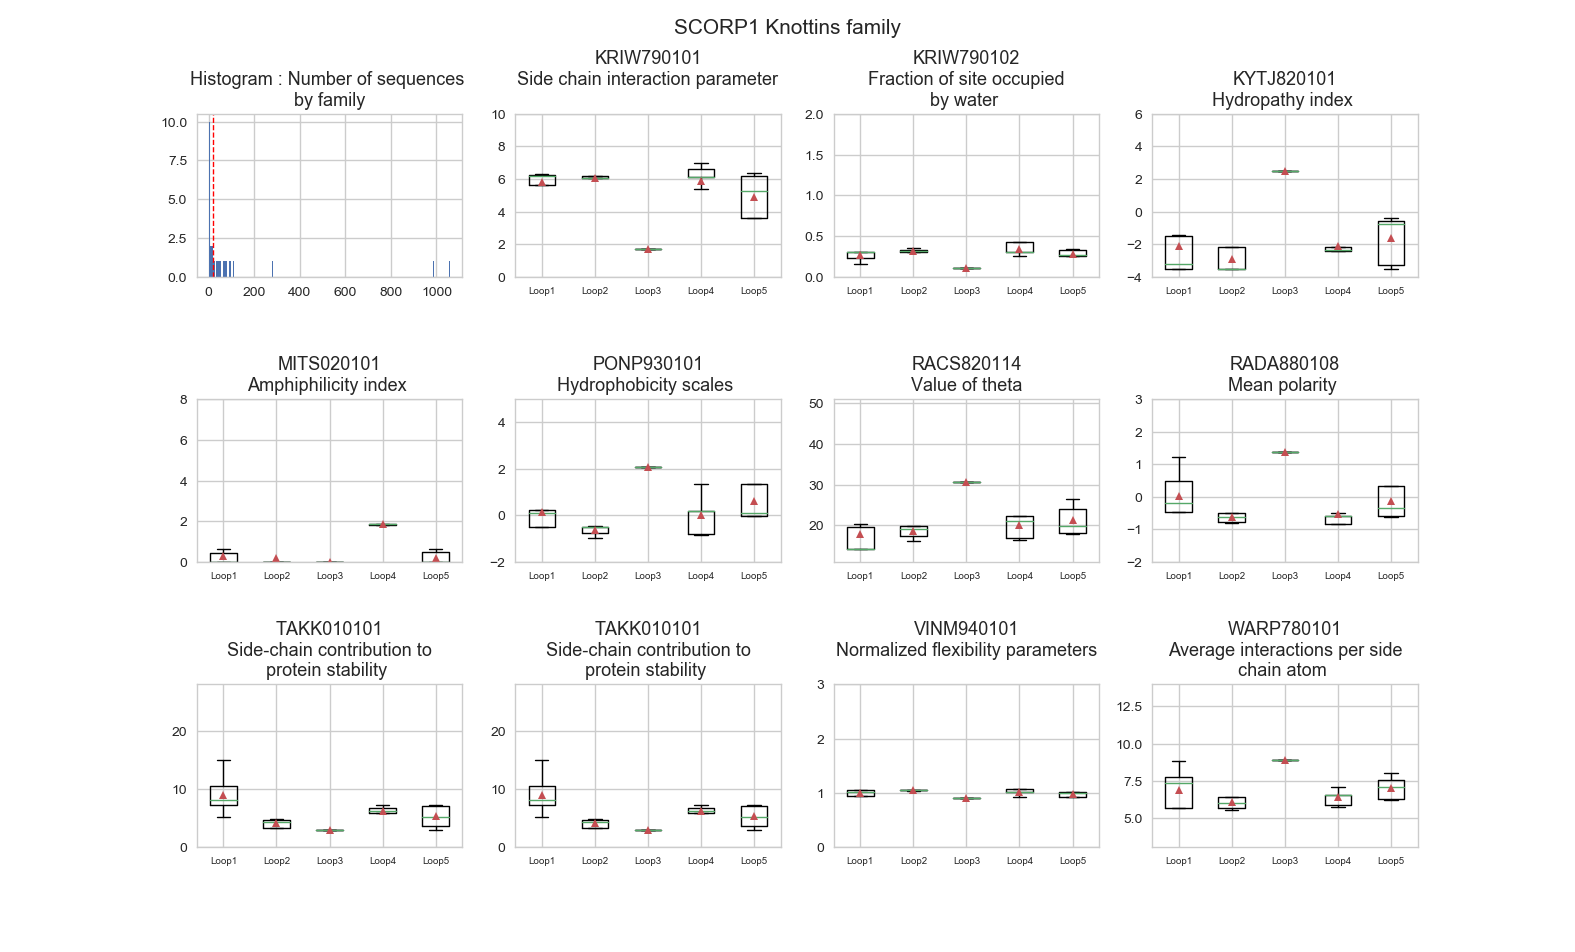 SCORP1 Knottins family
Histogram : Number of sequences
by family
10.0
7.5
5.0
2.5
0.0
0 200 400 600 800 1000
KRIW790101
Side chain interaction parameter
10
8
6
4
2
0
Loop1 Loop2 Loop3 Loop4 Loop5
KRIW790102
Fraction of site occupied
by water
2.0
1.5
1.0
0.5
0.0
Loop1 Loop2 Loop3 Loop4 Loop5
KYTJ820101
Hydropathy index
6
4
2
0
−2
−4
Loop1 Loop2 Loop3 Loop4 Loop5
MITS020101
Amphiphilicity index
8
6
4
2
0
Loop1 Loop2 Loop3 Loop4 Loop5
PONP930101
Hydrophobicity scales
4
2
0
−2
Loop1 Loop2 Loop3 Loop4 Loop5
RACS820114
Value of theta
50
40
30
20
Loop1 Loop2 Loop3 Loop4 Loop5
RADA880108
Mean polarity
3
2
1
0
−1
−2
Loop1 Loop2 Loop3 Loop4 Loop5
TAKK010101
Side-chain contribution to
protein stability
20
10
0
Loop1 Loop2 Loop3 Loop4 Loop5
TAKK010101
Side-chain contribution to
protein stability
20
10
0
Loop1 Loop2 Loop3 Loop4 Loop5
VINM940101
Normalized flexibility parameters
3
2
1
0
Loop1 Loop2 Loop3 Loop4 Loop5
WARP780101
Average interactions per side
chain atom
12.5
10.0
7.5
5.0
Loop1 Loop2 Loop3 Loop4 Loop5